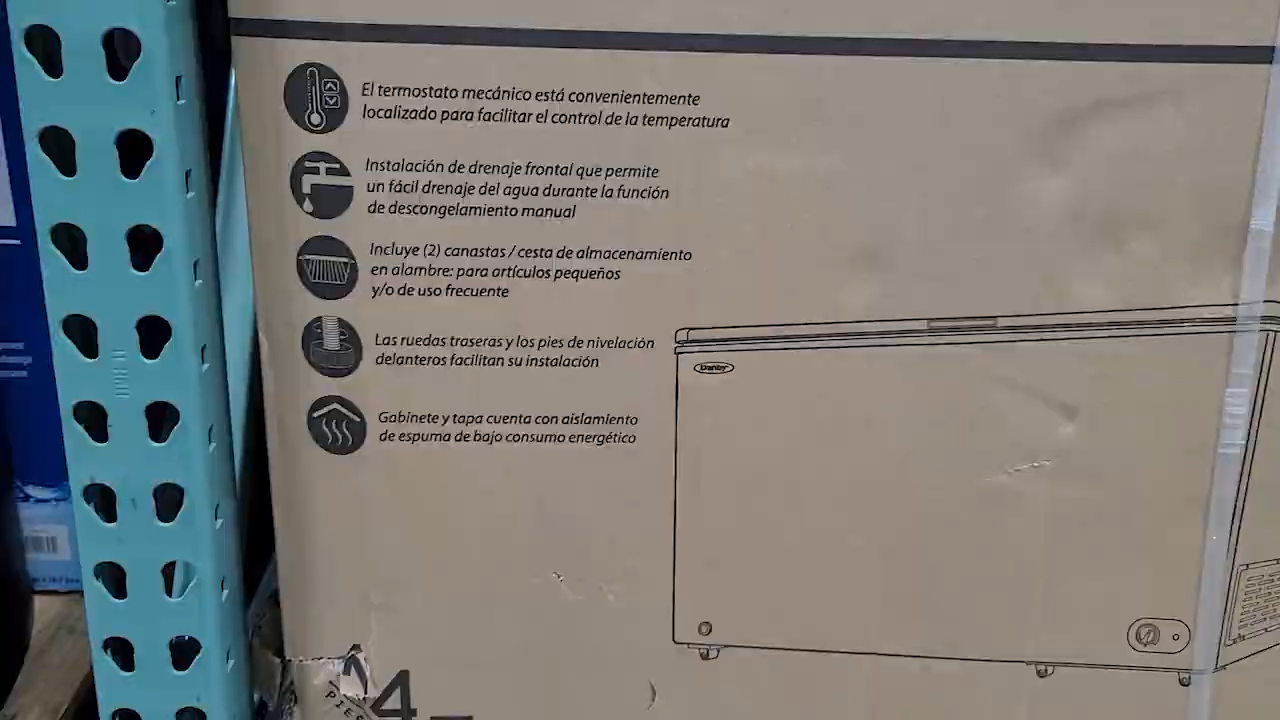 El termostato mecánico está convenientemente
localizado para facilitar el control de la temperatura
Instalación de drenaje frontal que permite
un fácil drenaje del agua durante la función
de descongelamiento manual
Incluye (2) canastas / cesta de almacenamiento
en alambre: para artículos pequeños
y/o de uso frecuente
Las ruedas traseras y los pies de nivelación
delanteros facilitan su instalación
Gabinete y tapa cuenta con aislamiento
de espuma de bajo consumo energético
Danby